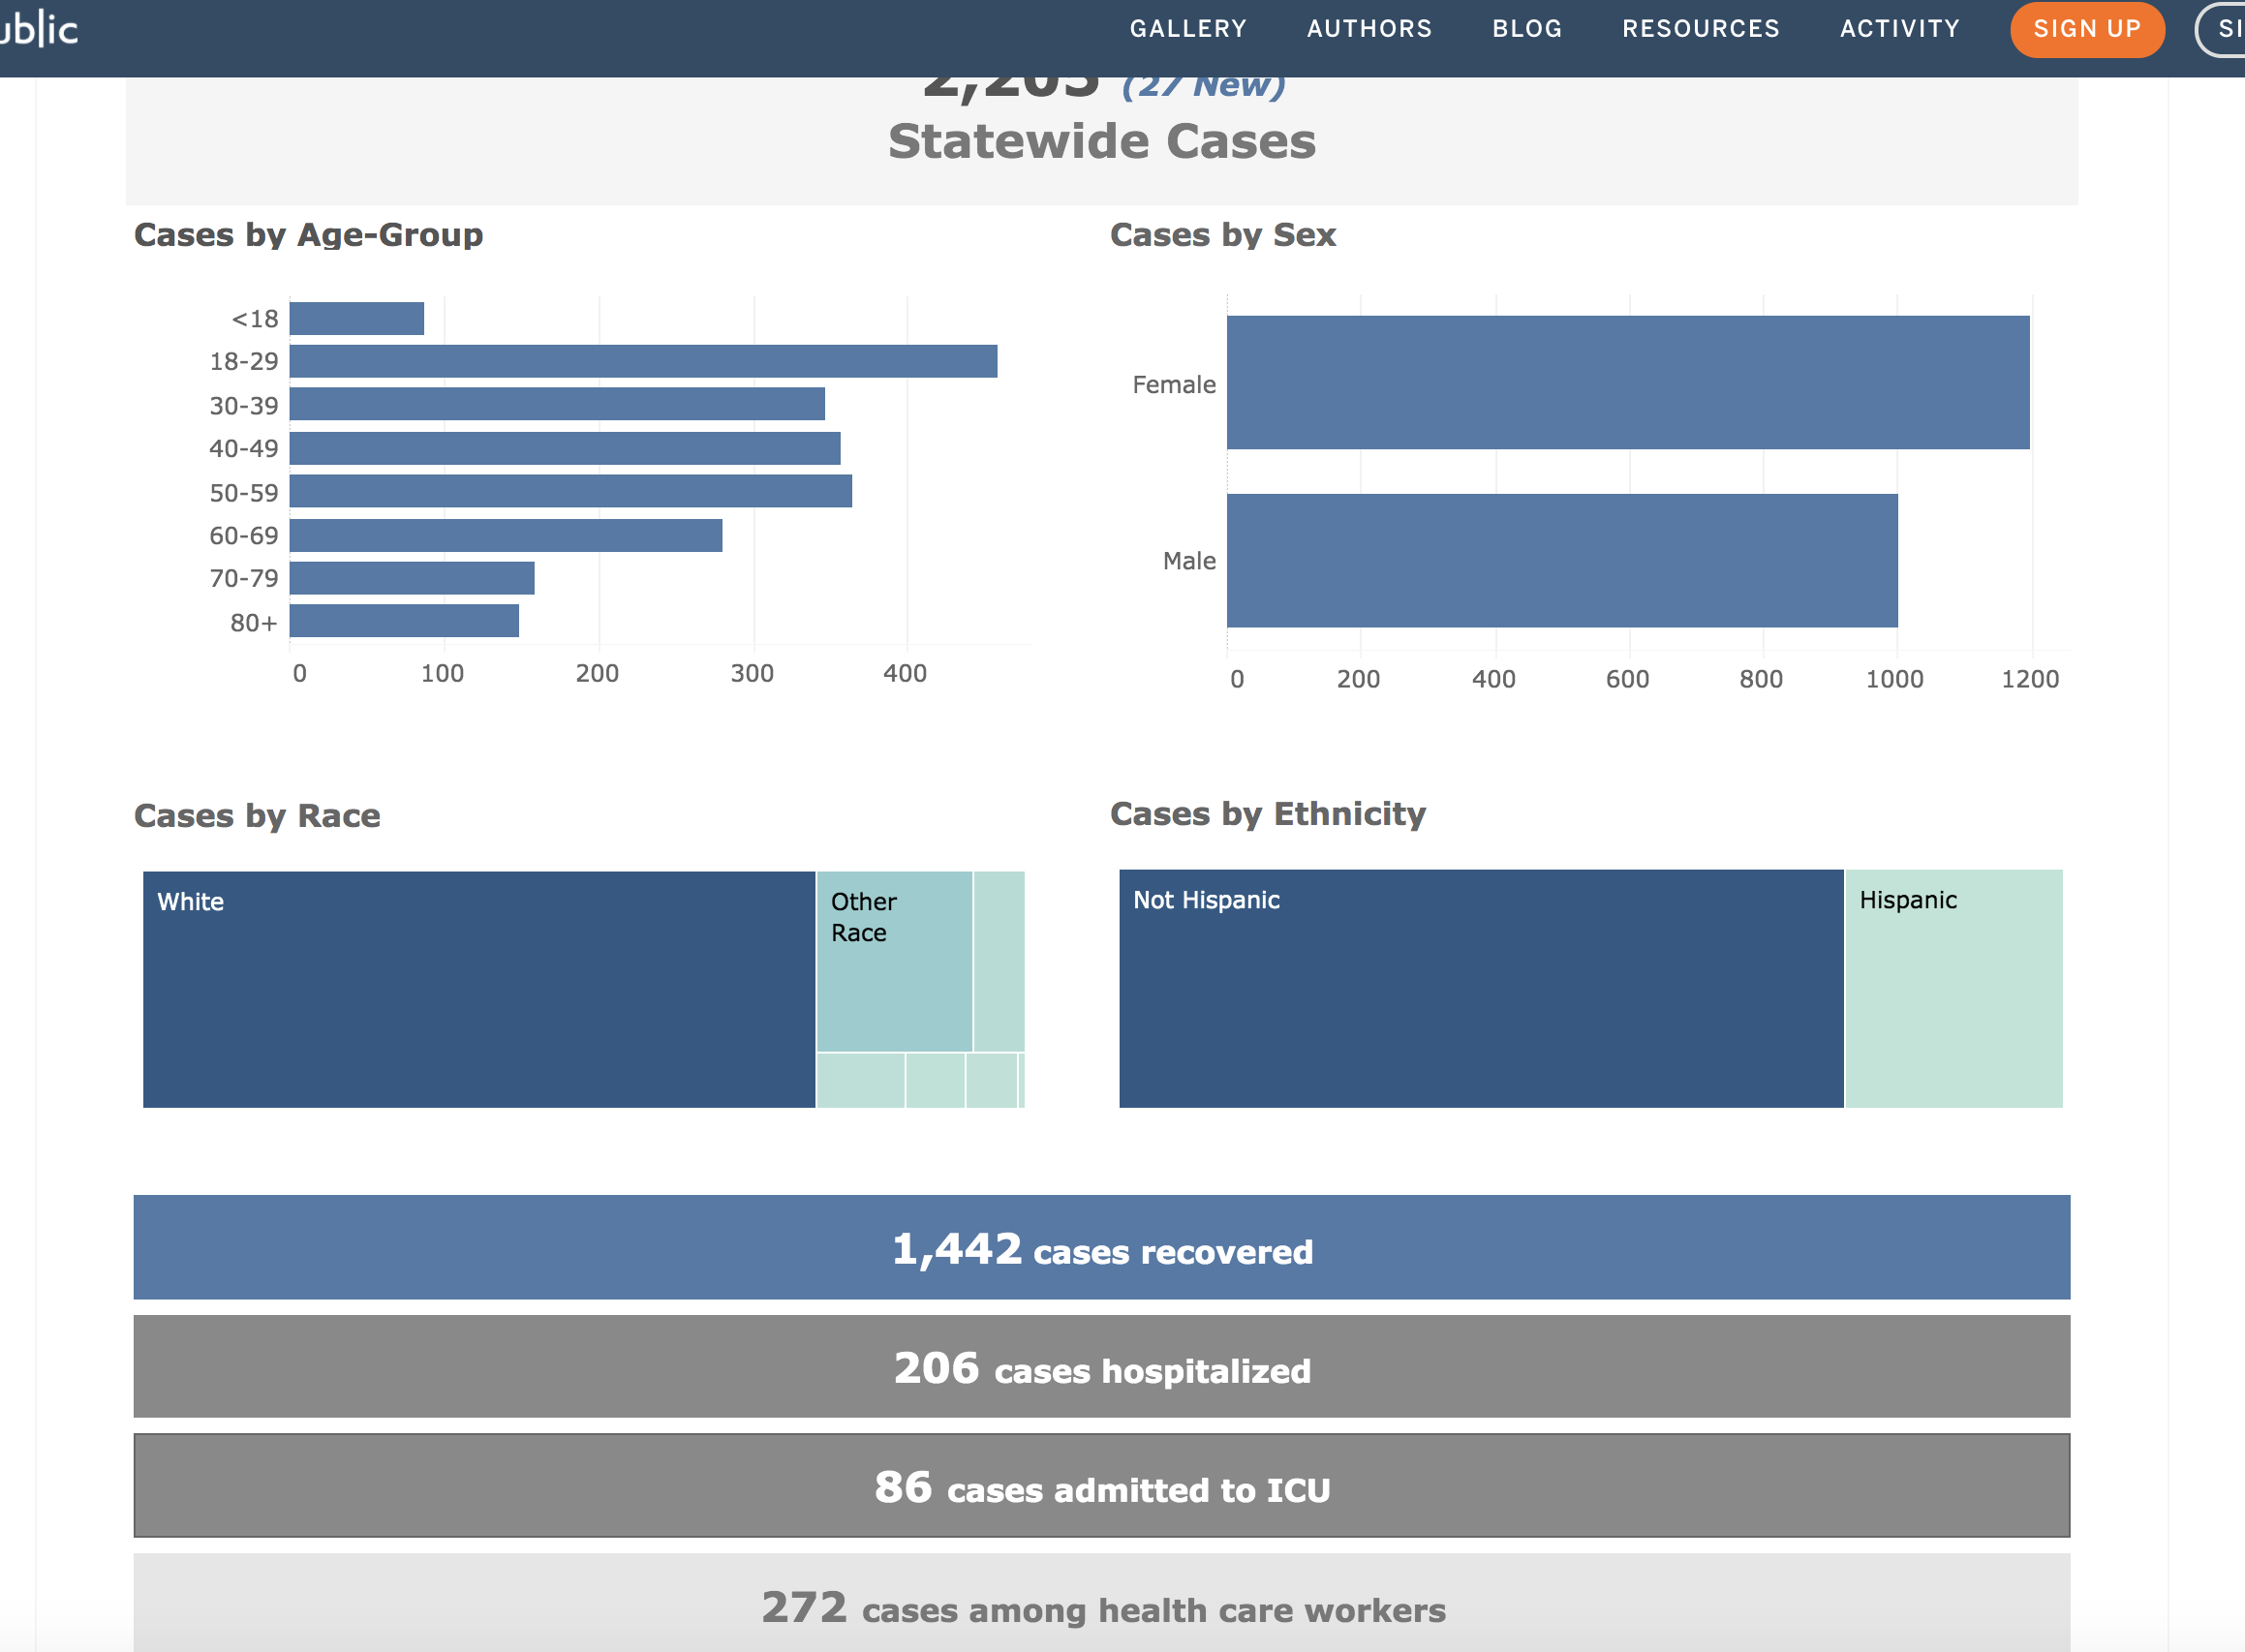 GALLERY AUTHORS BLOG RESOURCES ACTIVITY SIGN UP
(27 New)
Statewide Cases
Cases by Age-Group
<18
18-29
30-39
40-49
50-59
60-69
70-79
80+
0 100 200 300 400
Cases by Sex
Female
Male
0 200 400 600 800 1000 1200
Cases by Race
White
Other
Race
Cases by Ethnicity
Not Hispanic
Hispanic
1,442 cases recovered
206 cases hospitalized
86 cases admitted to ICU
272 cases among health care workers